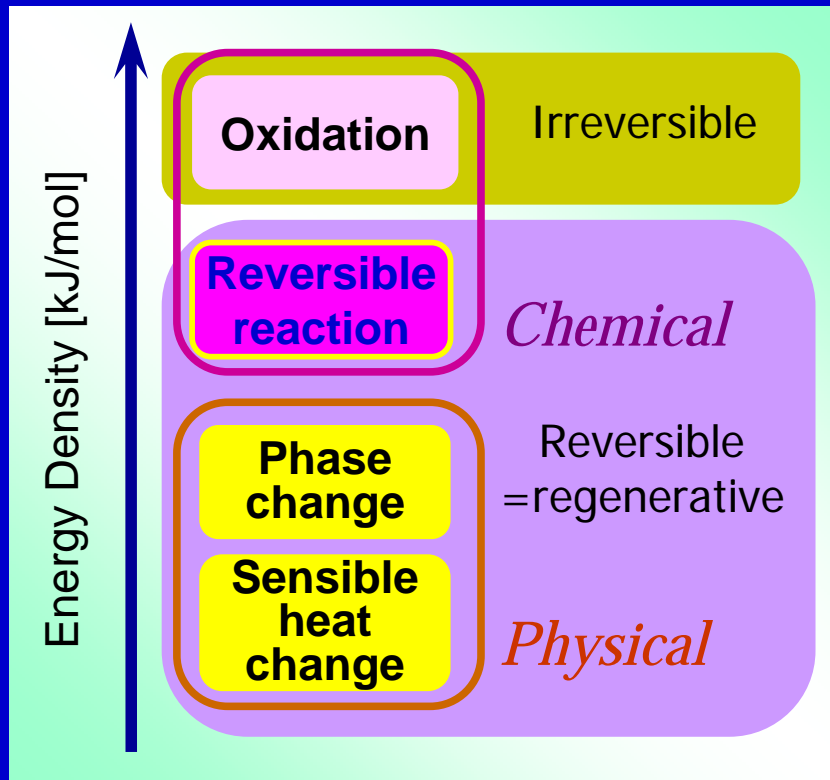 Energy Density [kJ/mol]
Oxidation
Irreversible
Reversible
reaction
Chemical
Phase
change
Reversible
=regenerative
Sensible
heat
change
Physical